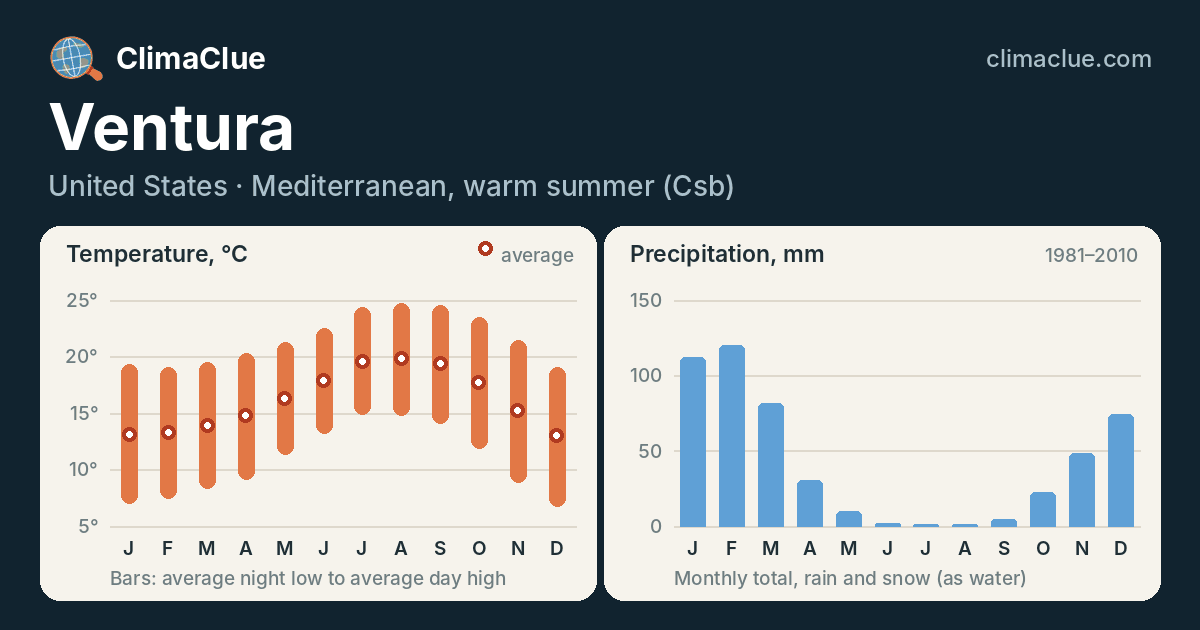 ClimaClue
climaclue.com
Ventura
United States · Mediterranean, warm summer (Csb)
Temperature, °C
average
25°
20°
15°
10°
5°
J F M A M J J A S O N D
Bars: average night low to average day high
Precipitation, mm
1981–2010
150
100
50
0
J F M A M J J A S O N D
Monthly total, rain and snow (as water)